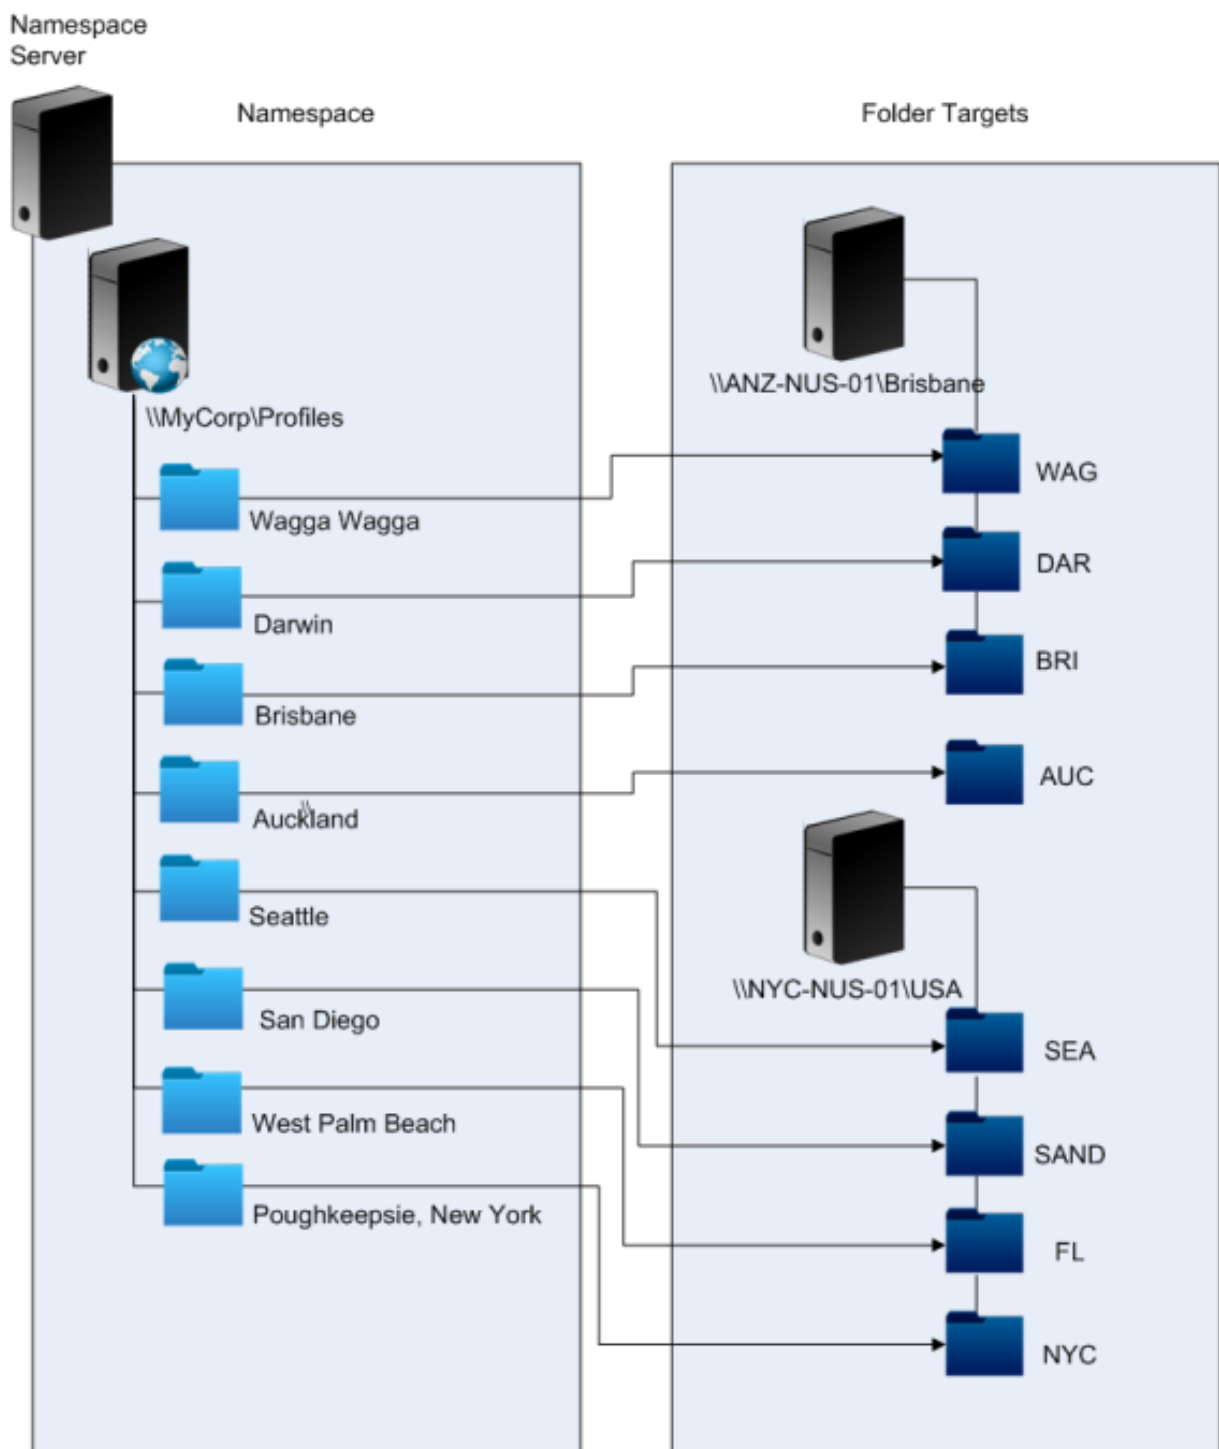 Namespace
Server
Namespace
Folder Targets
\\MyCorp\Profiles
Wagga Wagga
Darwin
Brisbane
\\
Auckland
Seattle
San Diego
West Palm Beach
Poughkeepsie, New York
\\ANZ-NUS-01\Brisbane
WAG
DAR
BRI
AUC
\\NYC-NUS-01\USA
SEA
SAND
FL
NYC